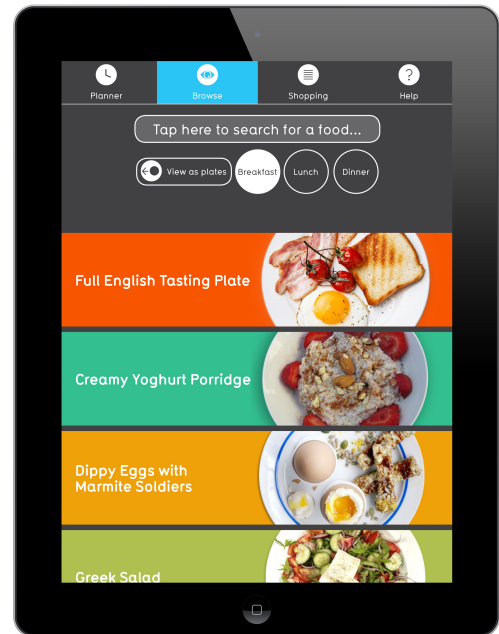 Planner
Browse
Shopping
? Help
Tap here to search for a food...
View as plates
Breakfast
Lunch
Dinner
Full English Tasting Plate
Creamy Yoghurt Porridge
Dippy Eggs with
Marmite Soldiers
Greek Salad